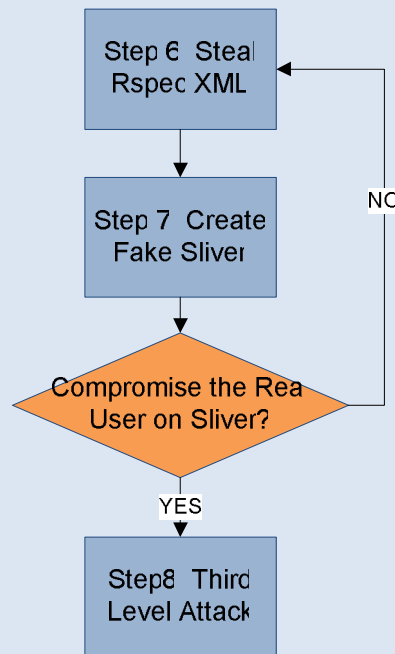 Step 6 Steal
Rspec XML
Step 7 Create
Fake Sliver
NO
Compromise the Rea
User on Sliver?
YES
Step8 Third
Level Attack